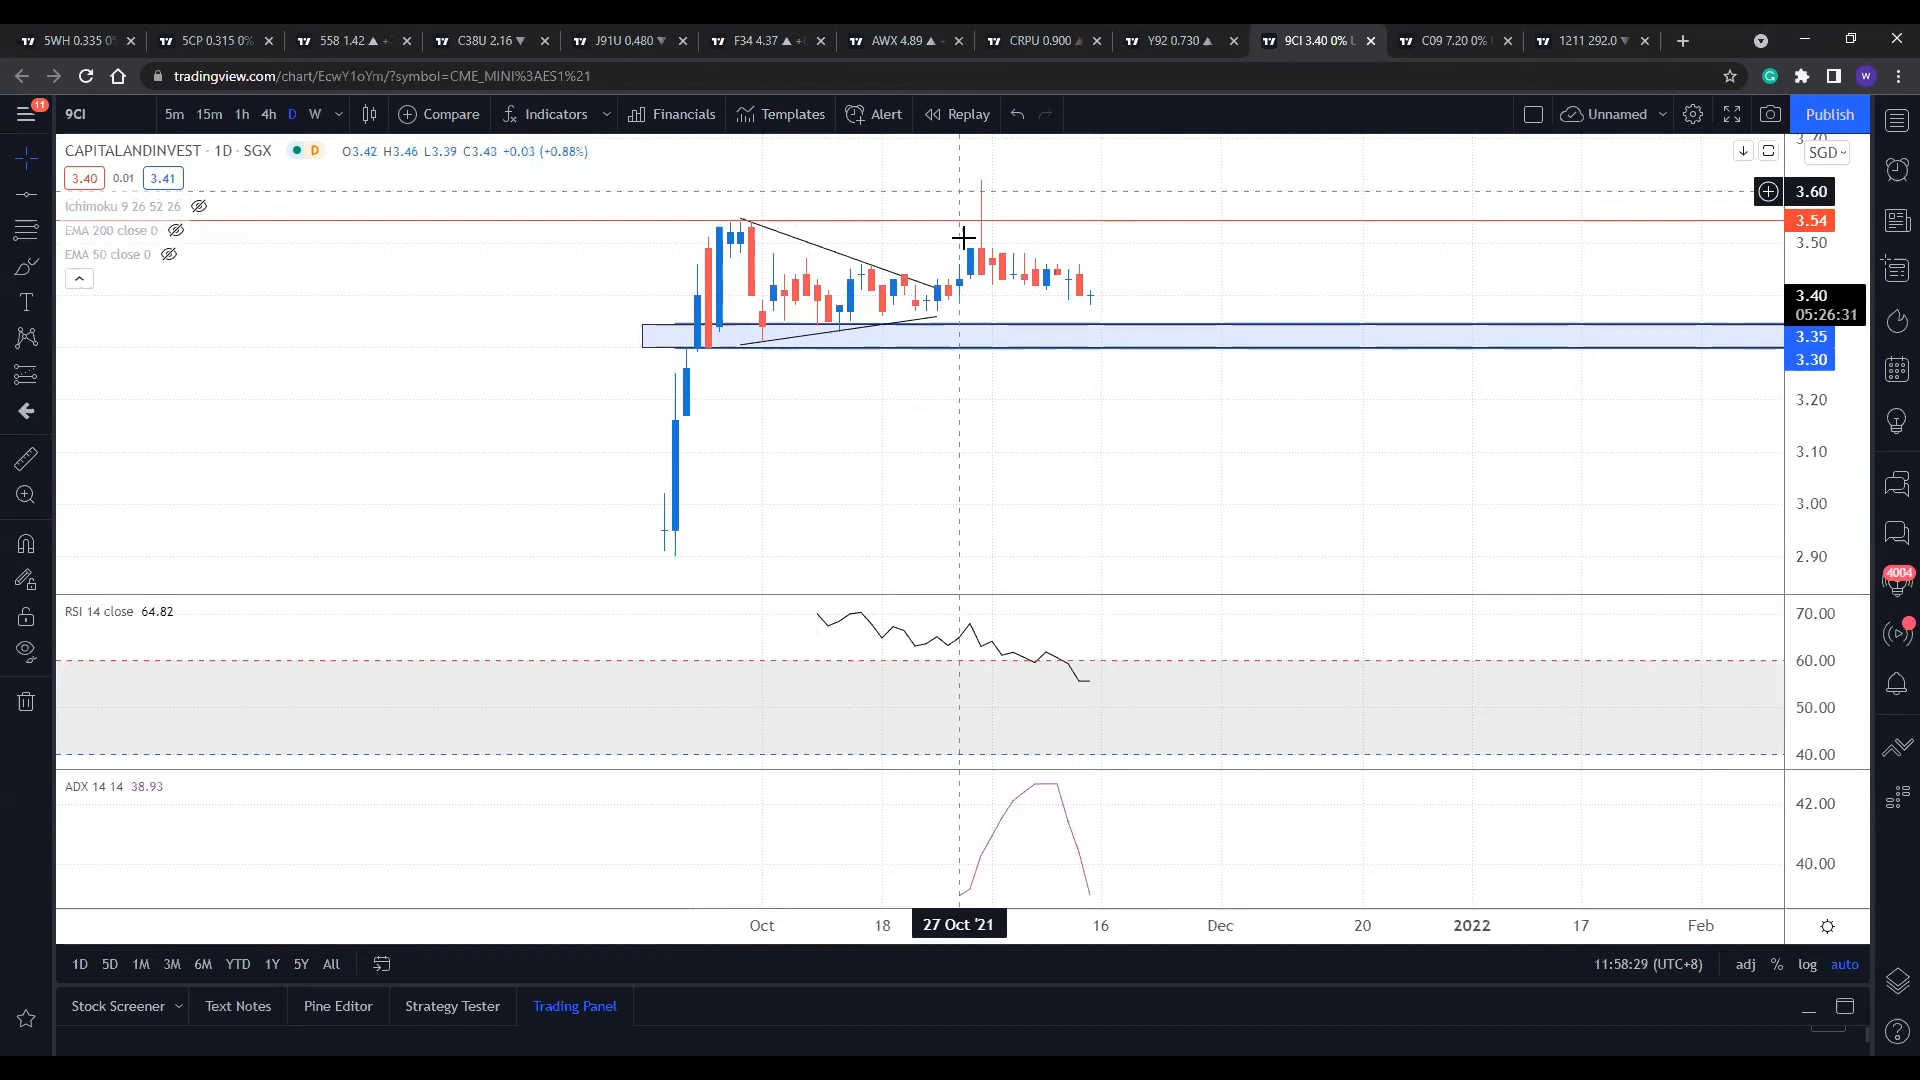 5WH 0.335 0%
5CP 0.315 0%
558 1.42 ▲ +
C38U 2.16 ▼
J91U 0.480 ▼
F34 4.37 ▲ +
AWX 4.89 ▲ -
CRPU 0.900
Y92 0.730 ▲
9CI 3.40 0% U
C09 7.20 0%
1211 292.0 ▼
tradingview.com/chart/EcwY1oYm/?symbol=CME_MINI%3AES1%21
W
11
9CI
5m 15m 1h 4h D W
Compare
Indicators
Financials
Templates
Alert
Replay
Unnamed
Publish
CAPITALANDINVEST · 1D · SGX
D
O3.42 H3.46 L3.39 C3.43 +0.03 (+0.88%)
SGD
3.40 0.01 3.41
Ichimoku 9 26 52 26
EMA 200 close 0
EMA 50 close 0
3.70
3.60
3.54
3.50
3.40
05:26:31
3.35
3.30
3.20
3.10
3.00
2.90
4004
RSI 14 close 64.82
70.00
60.00
50.00
40.00
ADX 14 14 38.93
42.00
40.00
Oct 18 27 Oct '21 16 Dec 20 2022 17 Feb
1D 5D 1M 3M 6M YTD 1Y 5Y All
11:58:29 (UTC+8) adj % log auto
Stock Screener Text Notes Pine Editor Strategy Tester Trading Panel